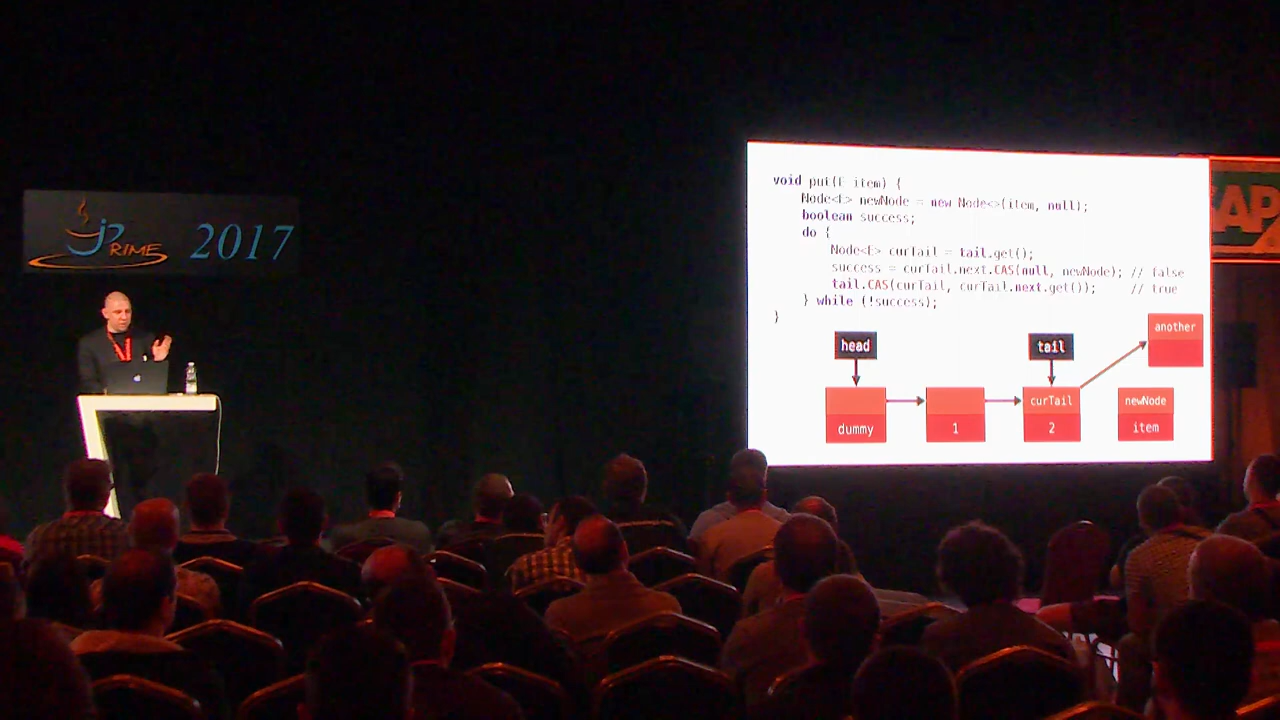 JPRIME 2017
void put(E item) {
Node<E> newNode = new Node<>(item, null);
boolean success;
do {
Node<E> curTail = tail.get();
success = curTail.next.CAS(null, newNode); // false
tail.CAS(curTail, curTail.next.get()); // true
} while (!success);
}
another
head
tail
curTail
newNode
dummy
1
2
item
SAP